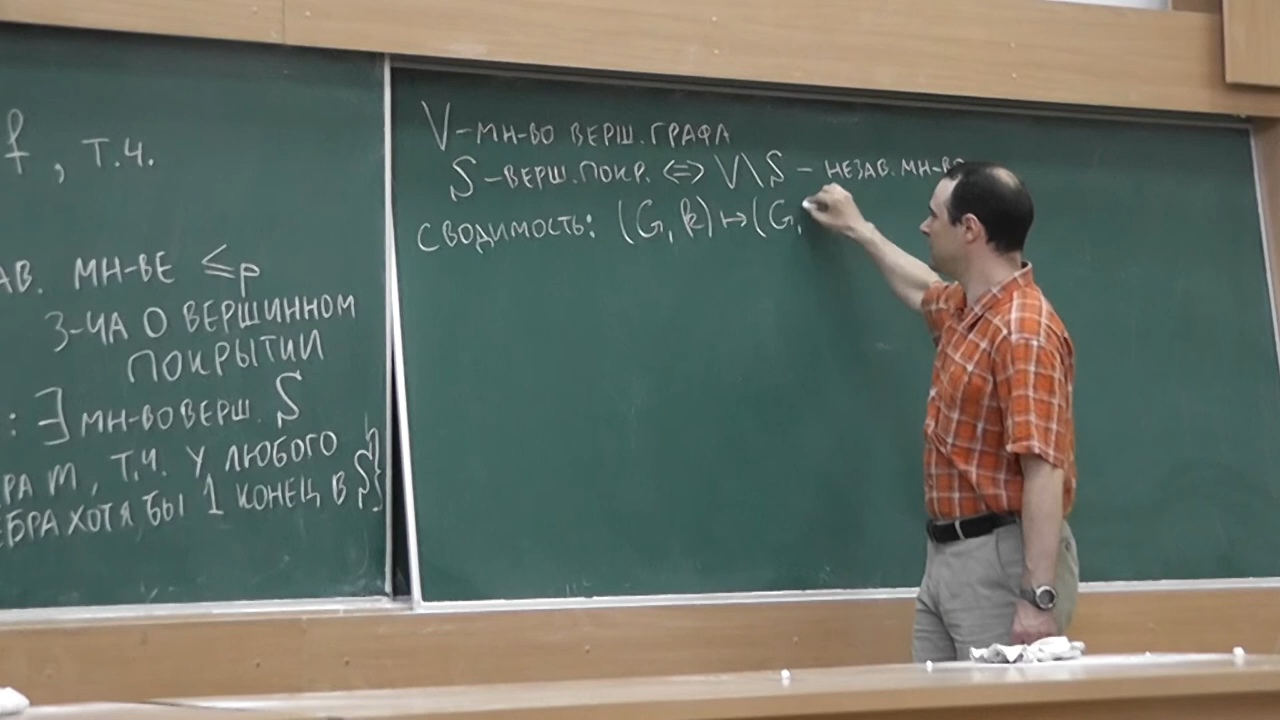 f, т.ч.
АВ. МН-ВЕ ≤p
З-ЧА О ВЕРШИННОМ
ПОКРЫТИИ
: ∃ МН-ВО ВЕРШ. S
РА m, Т.Ч. У ЛЮБОГО
ЕБРА ХОТЯ БЫ 1 КОНЕЦ В S}
V - МН-ВО ВЕРШ. ГРАФА
S - ВЕРШ. ПОКР. <=> V\S - НЕЗАВ. МН-ВО
СВОДИМОСТЬ: (G, k) ↦ (G,